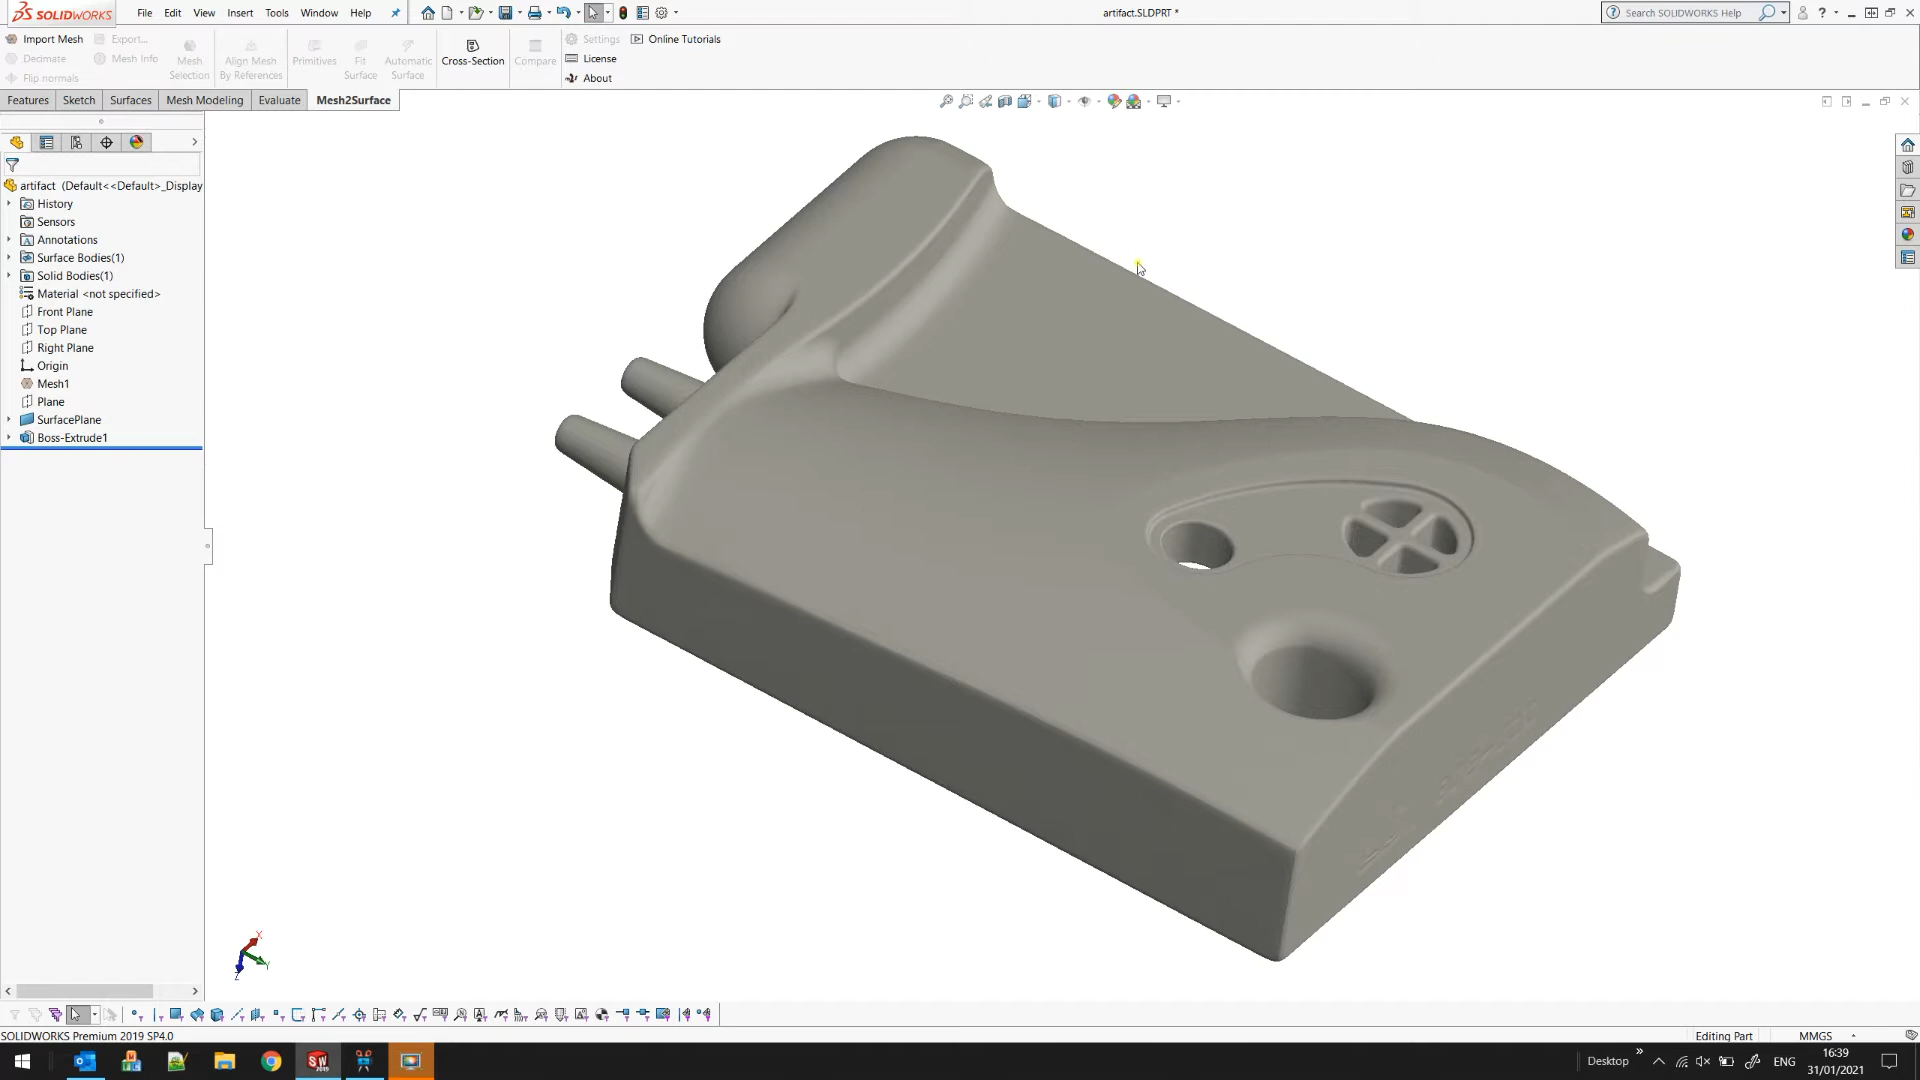 SOLIDWORKS File Edit View Insert Tools Window Help artifact.SLDPRT * Search SOLIDWORKS Help
Import Mesh Export... Settings Online Tutorials
Decimate Mesh Info Mesh Selection Align Mesh By References Primitives Fit Surface Automatic Surface Cross-Section Compare License
Flip normals About
Features Sketch Surfaces Mesh Modeling Evaluate Mesh2Surface
artifact (Default<<Default>_Display
History
Sensors
Annotations
Surface Bodies(1)
Solid Bodies(1)
Material <not specified>
Front Plane
Top Plane
Right Plane
Origin
Mesh1
Plane
SurfacePlane
Boss-Extrude1
X
Y
Z
SOLIDWORKS Premium 2019 SP4.0 Editing Part MMGS
Desktop ENG 16:39
31/01/2021